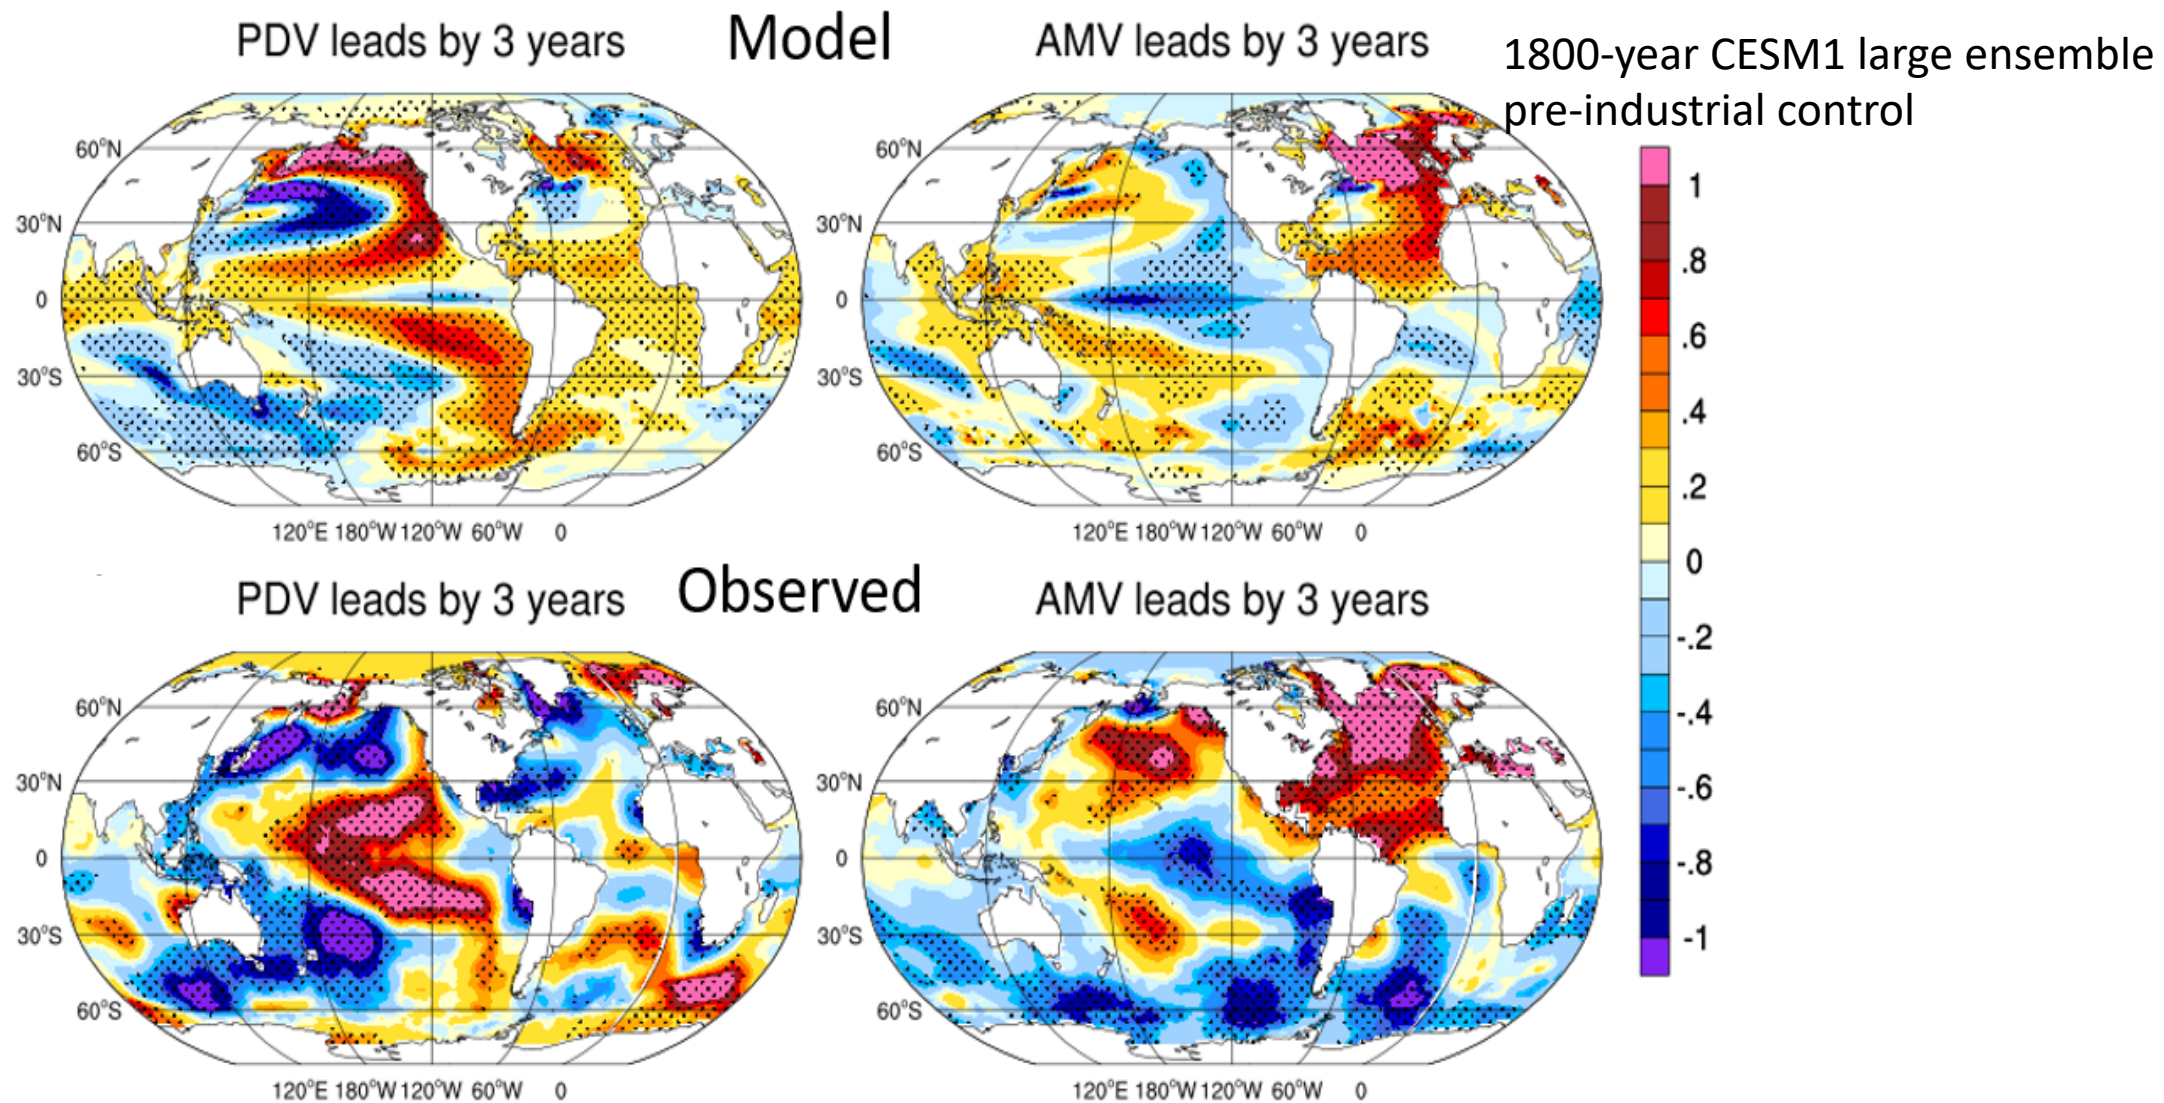 PDV leads by 3 years
Model
AMV leads by 3 years
1800-year CESM1 large ensemble
pre-industrial control
60°N
30°N
0
30°S
60°S
120°E 180°W 120°W 60°W 0
60°N
30°N
0
30°S
60°S
120°E 180°W 120°W 60°W 0
1
.8
.6
.4
.2
0
-.2
-.4
-.6
-.8
-1
PDV leads by 3 years
Observed
AMV leads by 3 years
60°N
30°N
0
30°S
60°S
120°E 180°W 120°W 60°W 0
60°N
30°N
0
30°S
60°S
120°E 180°W 120°W 60°W 0